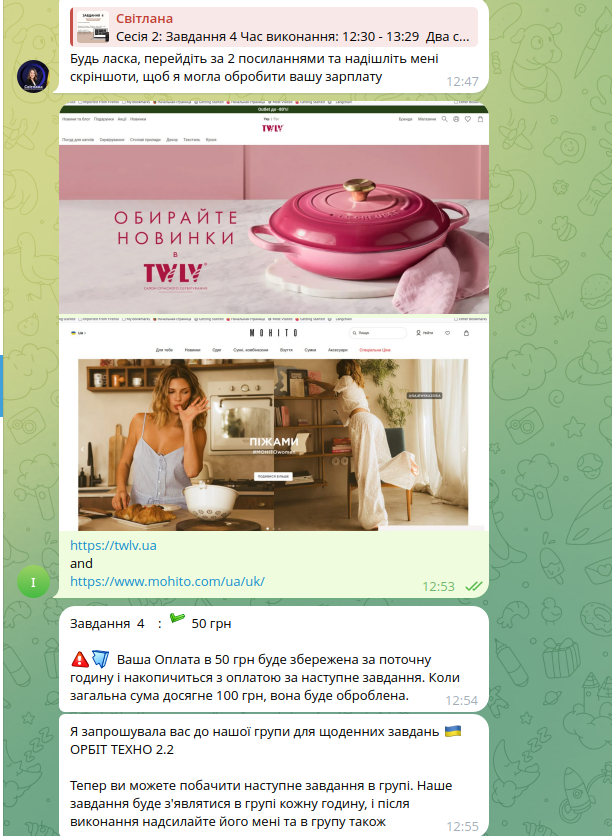 Світлана
Сесія 2: Завдання 4 Час виконання: 12:30 - 13:29 Два с...
Будь ласка, перейдіть за 2 посиланнями та надішліть мені
скріншоти, щоб я могла обробити вашу зарплату
12:47
Outlet до -80%!
TWLV
ОБИРАЙТЕ
НОВИНКИ
В
TWLV
MOHITO
Для тебе Новинки Одяг Сукні, комбінезони Взуття Сумки Аксесуари Спеціальна Ціна
ПІЖАМИ
#MOHITOwomen
https://twlv.ua
and
https://www.mohito.com/ua/uk/
12:53
І
Завдання 4 : 50 грн
Ваша Оплата в 50 грн буде збережена за поточну
годину і накопичиться з оплатою за наступне завдання. Коли
загальна сума досягне 100 грн, вона буде оброблена.
12:54
Я запрошувала вас до нашої групи для щоденних завдань
ОРБІТ ТЕХНО 2.2
Тепер ви можете побачити наступне завдання в групі. Наше
завдання буде з'являтися в групі кожну годину, і після
виконання надсилайте його мені та в групу також
12:55